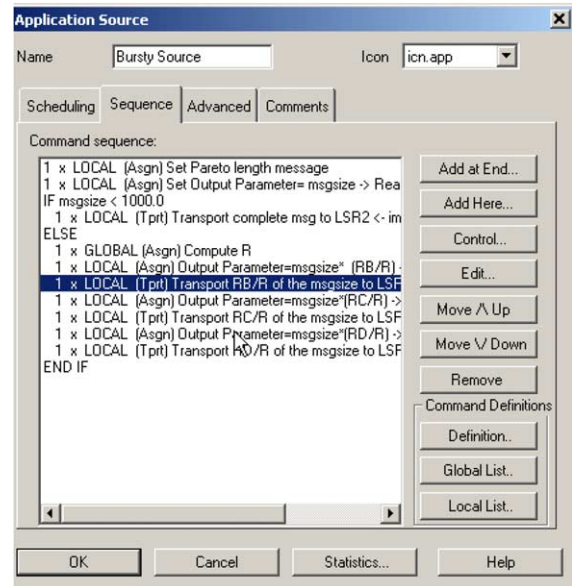 Application Source
Name Bursty Source Icon icn.app
Scheduling Sequence Advanced Comments
Command sequence:
1 x LOCAL (Asgn) Set Pareto length message
1 x LOCAL (Asgn) Set Output Parameter= msgsize -> Rea
IF msgsize < 1000.0
1 x LOCAL (Tprt) Transport complete msg to LSR2 <- im
ELSE
1 x GLOBAL (Asgn) Compute R
1 x LOCAL (Asgn) Output Parameter=msgsize* (RB/R) -
1 x LOCAL (Tprt) Transport RB/R of the msgsize to LSF
1 x LOCAL (Asgn) Output Parameter=msgsize*(RC/R) ->
1 x LOCAL (Tprt) Transport RC/R of the msgsize to LSF
1 x LOCAL (Asgn) Output Parameter=msgsize*(RD/R) ->
1 x LOCAL (Tprt) Transport RD/R of the msgsize to LSF
END IF
Add at End...
Add Here...
Control...
Edit...
Move /\ Up
Move \/ Down
Remove
Command Definitions
Definition..
Global List..
Local List..
OK Cancel Statistics... Help